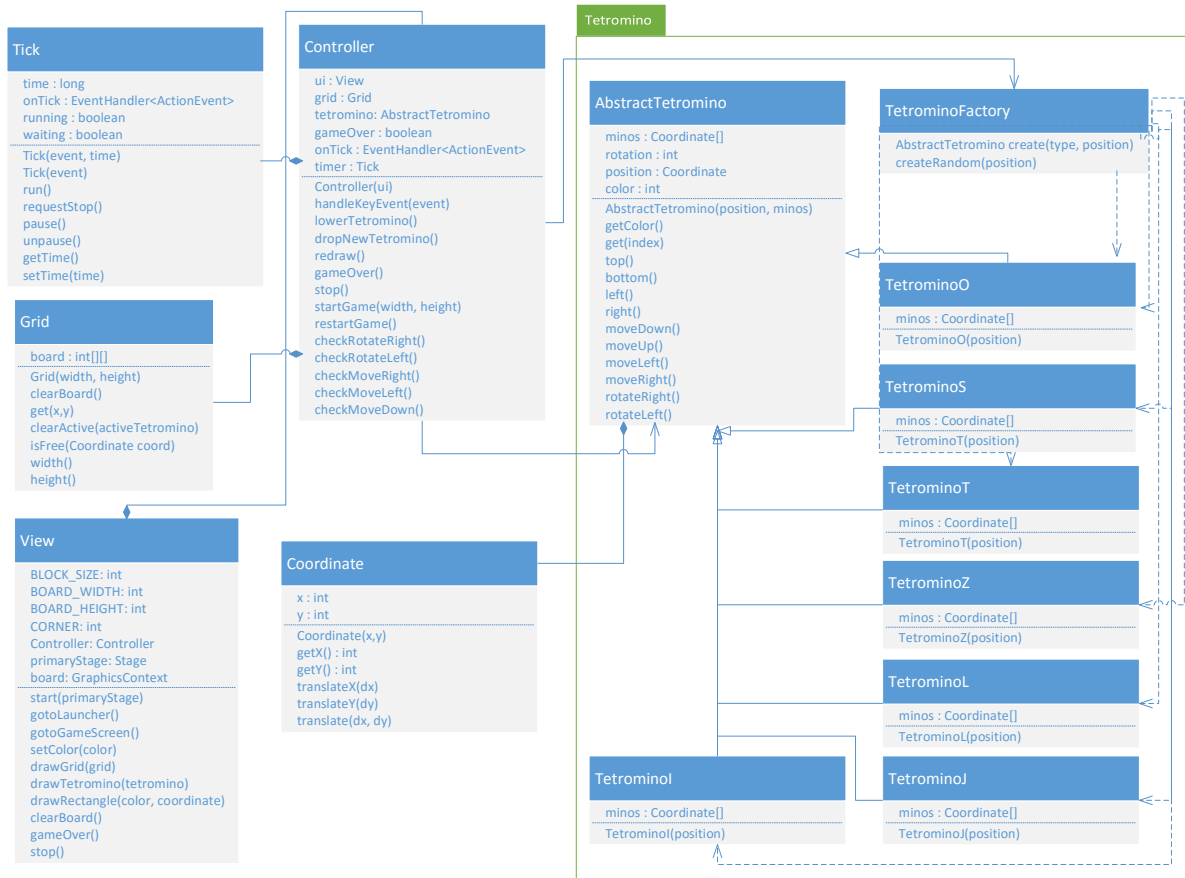 Tetromino
Tick
time : long
onTick : EventHandler<ActionEvent>
running : boolean
waiting : boolean
Tick(event, time)
Tick(event)
run()
requestStop()
pause()
unpause()
getTime()
setTime(time)
Controller
ui : View
grid : Grid
tetromino: AbstractTetromino
gameOver : boolean
onTick : EventHandler<ActionEvent>
timer : Tick
Controller(ui)
handleKeyEvent(event)
lowerTetromino()
dropNewTetromino()
redraw()
gameOver()
stop()
startGame(width, height)
restartGame()
checkRotateRight()
checkRotateLeft()
checkMoveRight()
checkMoveLeft()
checkMoveDown()
AbstractTetromino
minos : Coordinate[]
rotation : int
position : Coordinate
color : int
AbstractTetromino(position, minos)
getColor()
get(index)
top()
bottom()
left()
right()
moveDown()
moveUp()
moveLeft()
moveRight()
rotateRight()
rotateLeft()
TetrominoFactory
AbstractTetromino create(type, position)
createRandom(position)
TetrominoO
minos : Coordinate[]
TetrominoO(position)
Grid
board : int[][]
Grid(width, height)
clearBoard()
get(x,y)
clearActive(activeTetromino)
isFree(Coordinate coord)
width()
height()
TetrominoS
minos : Coordinate[]
TetrominoT(position)
TetrominoT
minos : Coordinate[]
TetrominoT(position)
View
BLOCK_SIZE: int
BOARD_WIDTH: int
BOARD_HEIGHT: int
CORNER: int
Controller: Controller
primaryStage: Stage
board: GraphicsContext
start(primaryStage)
gotoLauncher()
gotoGameScreen()
setColor(color)
drawGrid(grid)
drawTetromino(tetromino)
drawRectangle(color, coordinate)
clearBoard()
gameOver()
stop()
Coordinate
x : int
y : int
Coordinate(x,y)
getX() : int
getY() : int
translateX(dx)
translateY(dy)
translate(dx, dy)
TetrominoZ
minos : Coordinate[]
TetrominoZ(position)
TetrominoL
minos : Coordinate[]
TetrominoL(position)
TetrominoI
minos : Coordinate[]
TetrominoI(position)
TetrominoJ
minos : Coordinate[]
TetrominoJ(position)